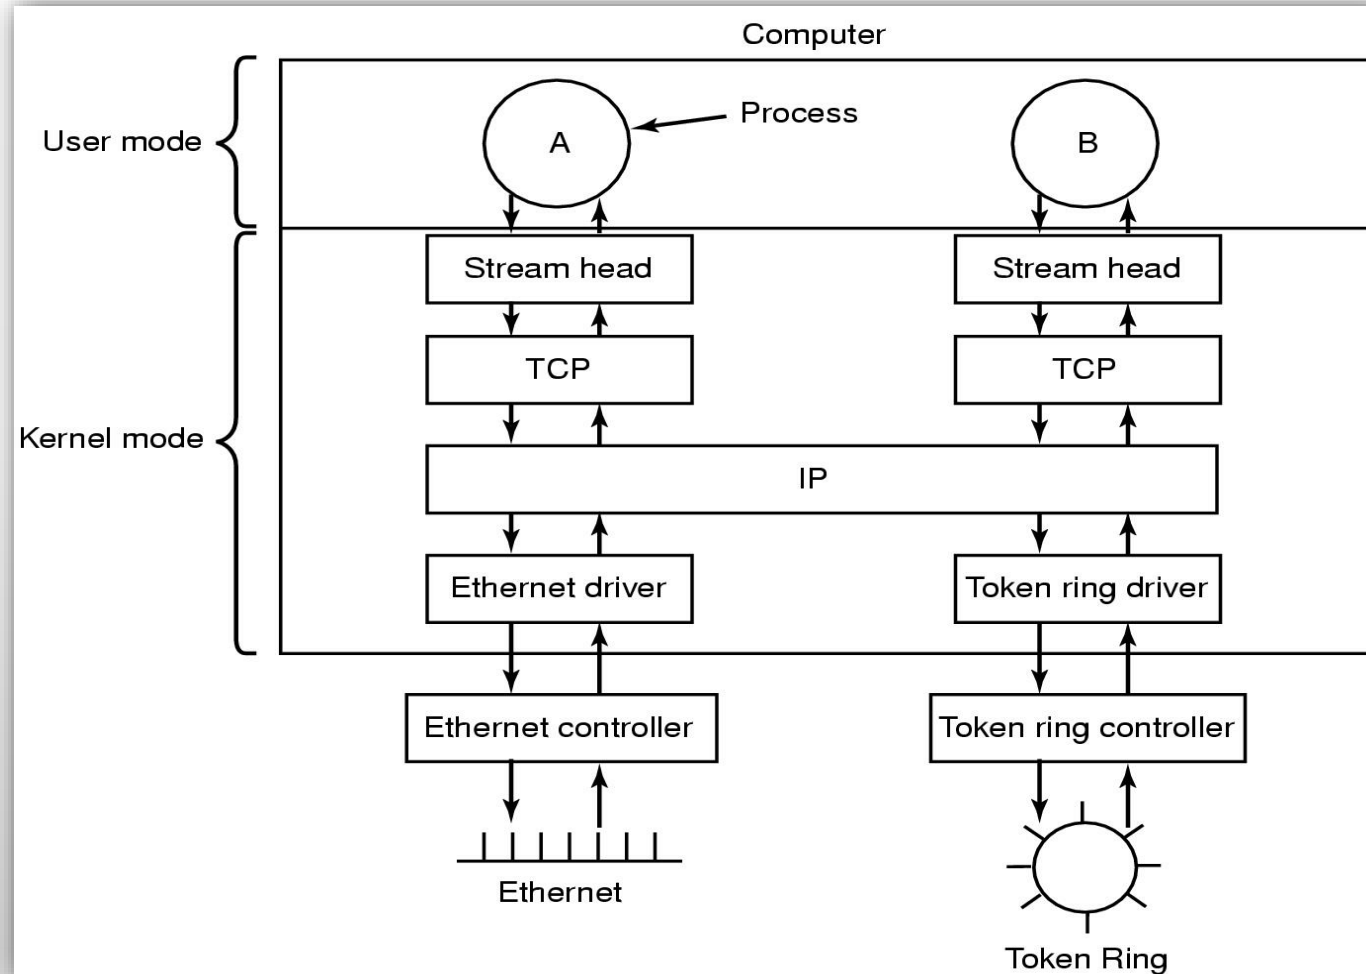 Computer
Process
User mode
A
B
Stream head
Stream head
TCP
TCP
Kernel mode
IP
Ethernet driver
Token ring driver
Ethernet controller
Token ring controller
Ethernet
Token Ring